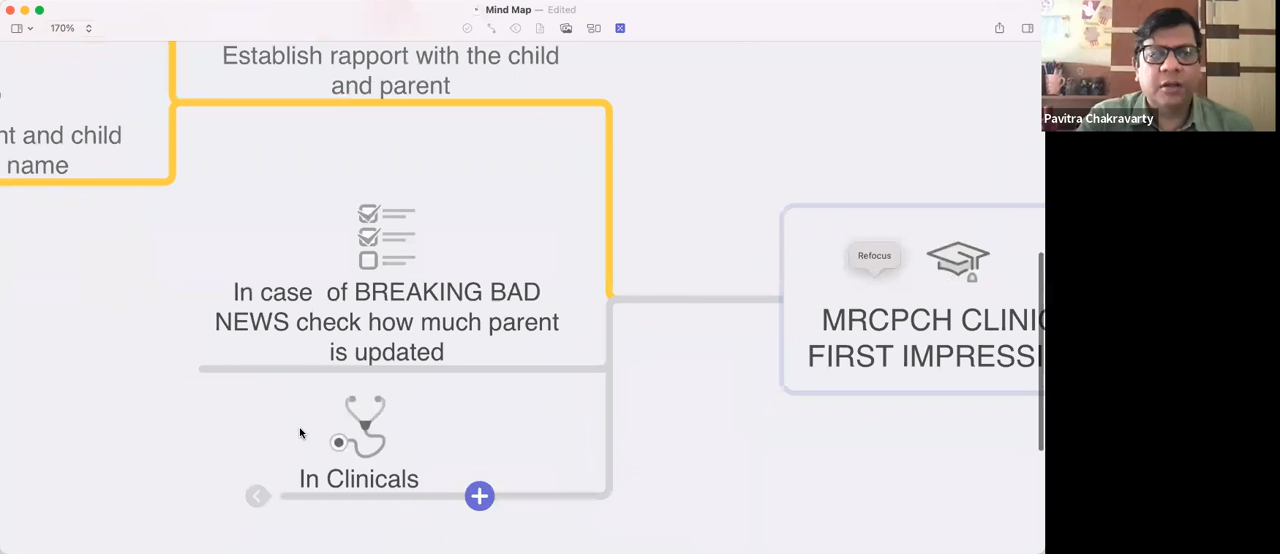 Mind Map — Edited
170%
Establish rapport with the child
and parent
nt and child
name
In case of BREAKING BAD
NEWS check how much parent
is updated
In Clinicals
Refocus
MRCPCH CLINIC
FIRST IMPRESSI
Pavitra Chakravarty